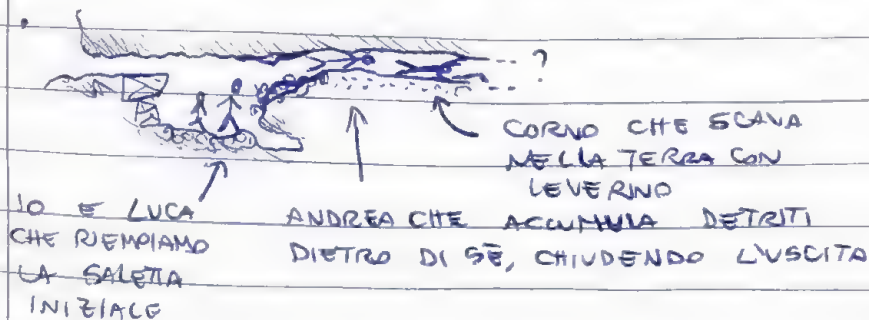 ?
CORNO CHE SCAVA
NELLA TERRA CON
LEVERINO
IO E LUCA
CHE RIEMPIAMO
LA SALETTA
INIZIALE
ANDREA CHE ACCUMULA DETRITI
DIETRO DI SÈ, CHIUDENDO L'USCITA